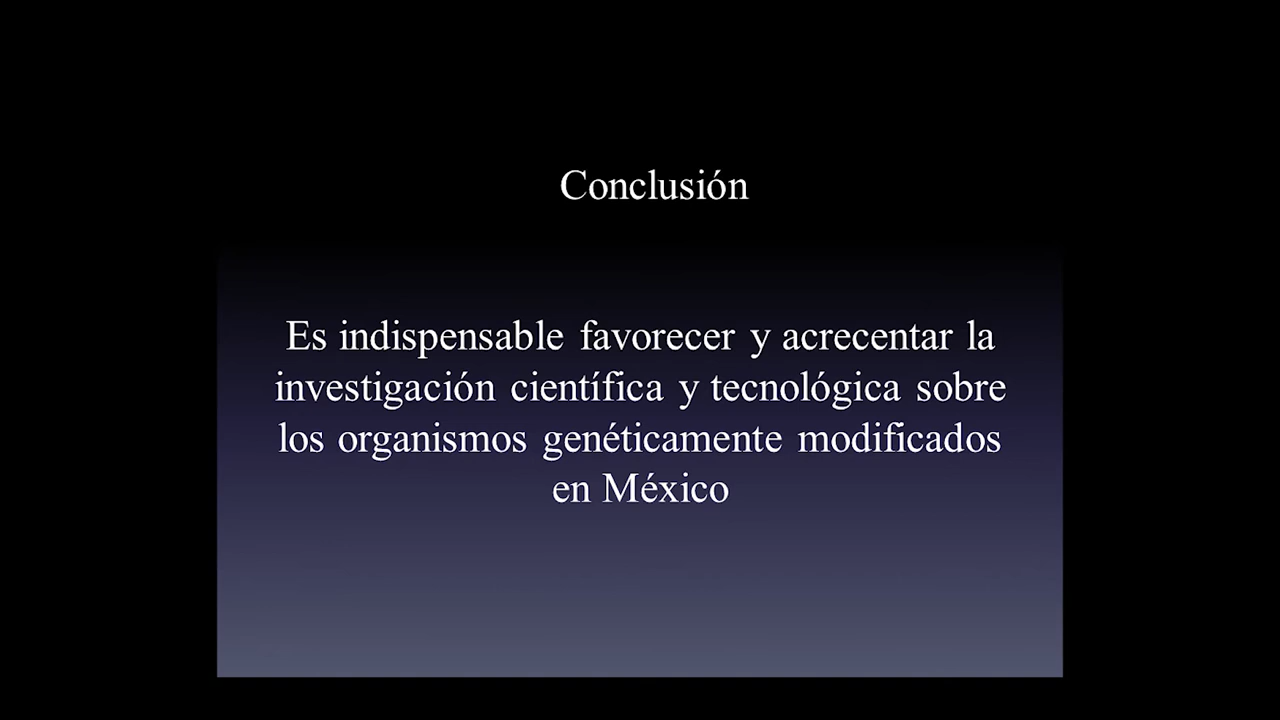 Conclusión
Es indispensable favorecer y acrecentar la
investigación científica y tecnológica sobre
los organismos genéticamente modificados
en México